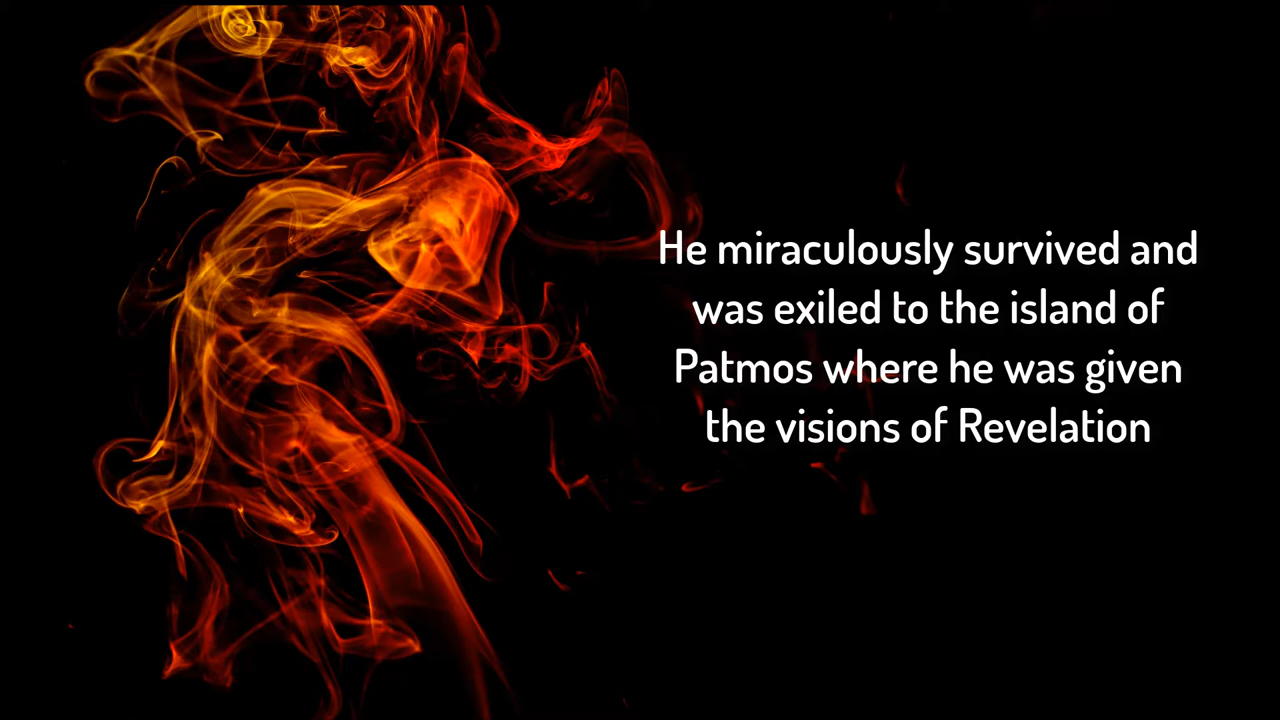 He miraculously survived and
was exiled to the island of
Patmos where he was given
the visions of Revelation